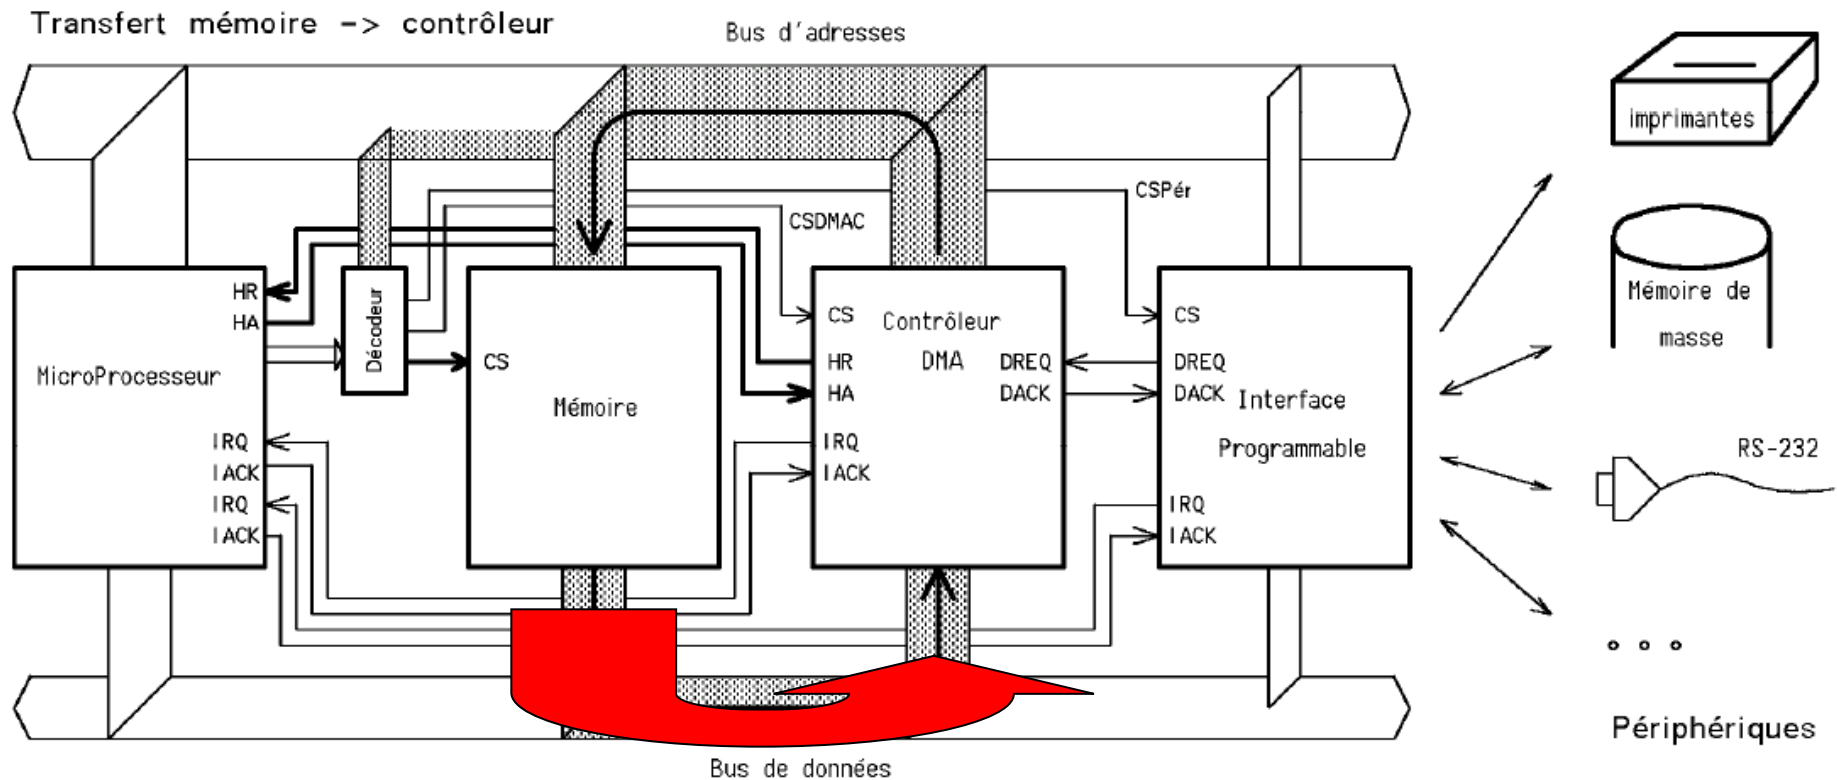 Transfert mémoire -> contrôleur
Bus d'adresses
imprimantes
CSPér
CSDMAC
HR
HA
MicroProcesseur
IRQ
IACK
IRQ
IACK
Décodeur
CS
Mémoire
CS
Contrôleur
DMA
HR
HA
DREQ
DACK
IRQ
IACK
CS
DREQ
DACK
Interface
Programmable
IRQ
IACK
Mémoire de
masse
RS-232
Périphériques
Bus de données